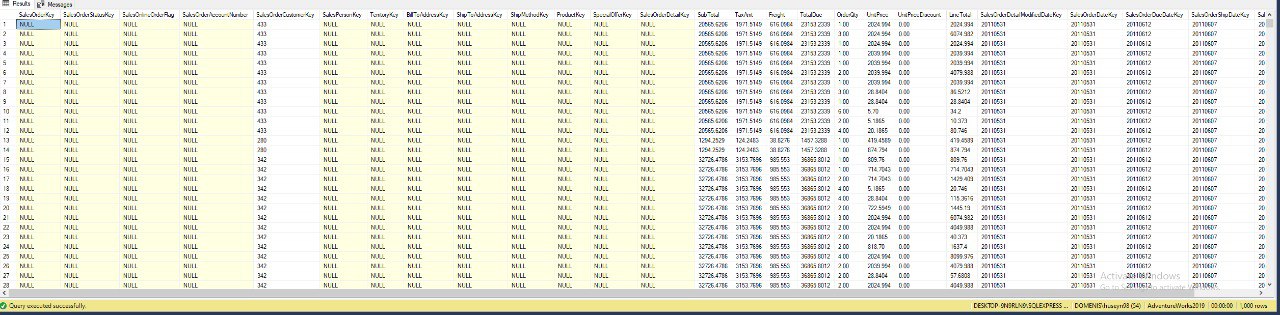 Results Messages
SalesOrderKey SalesOrderStatusKey SalesOnlineOrderFlag SalesOrderAccountNumber SalesOrderCustomerKey SalesPersonKey TerritoryKey BillToAddressKey ShipToAddressKey ShipMethodKey ProductKey SpecialOfferKey SalesOrderDetailKey SubTotal TaxAmt Freight TotalDue OrderQty UnitPrice UnitPriceDiscount LineTotal SalesOrderDetailModifiedDateKey SalesOrderDateKey SalesOrderDueDateKey SalesOrderShipDateKey Sal
1 NULL NULL NULL NULL 433 NULL NULL NULL NULL NULL NULL NULL NULL 20565.6206 1971.5149 616.0984 23153.2339 1.00 2024.994 0.00 2024.994 20110531 20110531 20110612 20110607 20
2 NULL NULL NULL NULL 433 NULL NULL NULL NULL NULL NULL NULL NULL 20565.6206 1971.5149 616.0984 23153.2339 3.00 2024.994 0.00 6074.982 20110531 20110531 20110612 20110607 20
3 NULL NULL NULL NULL 433 NULL NULL NULL NULL NULL NULL NULL NULL 20565.6206 1971.5149 616.0984 23153.2339 1.00 2024.994 0.00 2024.994 20110531 20110531 20110612 20110607 20
4 NULL NULL NULL NULL 433 NULL NULL NULL NULL NULL NULL NULL NULL 20565.6206 1971.5149 616.0984 23153.2339 1.00 2039.994 0.00 2039.994 20110531 20110531 20110612 20110607 20
5 NULL NULL NULL NULL 433 NULL NULL NULL NULL NULL NULL NULL NULL 20565.6206 1971.5149 616.0984 23153.2339 1.00 2039.994 0.00 2039.994 20110531 20110531 20110612 20110607 20
6 NULL NULL NULL NULL 433 NULL NULL NULL NULL NULL NULL NULL NULL 20565.6206 1971.5149 616.0984 23153.2339 2.00 2039.994 0.00 4079.988 20110531 20110531 20110612 20110607 20
7 NULL NULL NULL NULL 433 NULL NULL NULL NULL NULL NULL NULL NULL 20565.6206 1971.5149 616.0984 23153.2339 1.00 2039.994 0.00 2039.994 20110531 20110531 20110612 20110607 20
8 NULL NULL NULL NULL 433 NULL NULL NULL NULL NULL NULL NULL NULL 20565.6206 1971.5149 616.0984 23153.2339 3.00 28.8404 0.00 86.5212 20110531 20110531 20110612 20110607 20
9 NULL NULL NULL NULL 433 NULL NULL NULL NULL NULL NULL NULL NULL 20565.6206 1971.5149 616.0984 23153.2339 1.00 28.8404 0.00 28.8404 20110531 20110531 20110612 20110607 20
10 NULL NULL NULL NULL 433 NULL NULL NULL NULL NULL NULL NULL NULL 20565.6206 1971.5149 616.0984 23153.2339 6.00 5.70 0.00 34.2 20110531 20110531 20110612 20110607 20
11 NULL NULL NULL NULL 433 NULL NULL NULL NULL NULL NULL NULL NULL 20565.6206 1971.5149 616.0984 23153.2339 2.00 5.1865 0.00 10.373 20110531 20110531 20110612 20110607 20
12 NULL NULL NULL NULL 433 NULL NULL NULL NULL NULL NULL NULL NULL 20565.6206 1971.5149 616.0984 23153.2339 4.00 20.1865 0.00 80.746 20110531 20110531 20110612 20110607 20
13 NULL NULL NULL NULL 280 NULL NULL NULL NULL NULL NULL NULL NULL 1294.2529 124.2483 38.8276 1457.3288 1.00 419.4589 0.00 419.4589 20110531 20110531 20110612 20110607 20
14 NULL NULL NULL NULL 280 NULL NULL NULL NULL NULL NULL NULL NULL 1294.2529 124.2483 38.8276 1457.3288 1.00 874.794 0.00 874.794 20110531 20110531 20110612 20110607 20
15 NULL NULL NULL NULL 342 NULL NULL NULL NULL NULL NULL NULL NULL 32726.4786 3153.7696 985.553 36865.8012 1.00 809.76 0.00 809.76 20110531 20110531 20110612 20110607 20
16 NULL NULL NULL NULL 342 NULL NULL NULL NULL NULL NULL NULL NULL 32726.4786 3153.7696 985.553 36865.8012 1.00 714.7043 0.00 714.7043 20110531 20110531 20110612 20110607 20
17 NULL NULL NULL NULL 342 NULL NULL NULL NULL NULL NULL NULL NULL 32726.4786 3153.7696 985.553 36865.8012 2.00 714.7043 0.00 1429.409 20110531 20110531 20110612 20110607 20
18 NULL NULL NULL NULL 342 NULL NULL NULL NULL NULL NULL NULL NULL 32726.4786 3153.7696 985.553 36865.8012 4.00 5.1865 0.00 20.746 20110531 20110531 20110612 20110607 20
19 NULL NULL NULL NULL 342 NULL NULL NULL NULL NULL NULL NULL NULL 32726.4786 3153.7696 985.553 36865.8012 4.00 28.8404 0.00 115.3616 20110531 20110531 20110612 20110607 20
20 NULL NULL NULL NULL 342 NULL NULL NULL NULL NULL NULL NULL NULL 32726.4786 3153.7696 985.553 36865.8012 2.00 722.5949 0.00 1445.19 20110531 20110531 20110612 20110607 20
21 NULL NULL NULL NULL 342 NULL NULL NULL NULL NULL NULL NULL NULL 32726.4786 3153.7696 985.553 36865.8012 3.00 2024.994 0.00 6074.982 20110531 20110531 20110612 20110607 20
22 NULL NULL NULL NULL 342 NULL NULL NULL NULL NULL NULL NULL NULL 32726.4786 3153.7696 985.553 36865.8012 2.00 2024.994 0.00 4049.988 20110531 20110531 20110612 20110607 20
23 NULL NULL NULL NULL 342 NULL NULL NULL NULL NULL NULL NULL NULL 32726.4786 3153.7696 985.553 36865.8012 2.00 20.1865 0.00 40.373 20110531 20110531 20110612 20110607 20
24 NULL NULL NULL NULL 342 NULL NULL NULL NULL NULL NULL NULL NULL 32726.4786 3153.7696 985.553 36865.8012 2.00 818.70 0.00 1637.4 20110531 20110531 20110612 20110607 20
25 NULL NULL NULL NULL 342 NULL NULL NULL NULL NULL NULL NULL NULL 32726.4786 3153.7696 985.553 36865.8012 4.00 2024.994 0.00 8099.976 20110531 20110531 20110612 20110607 20
26 NULL NULL NULL NULL 342 NULL NULL NULL NULL NULL NULL NULL NULL 32726.4786 3153.7696 985.553 36865.8012 2.00 2039.994 0.00 4079.988 20110531 20110531 20110612 20110607 20
27 NULL NULL NULL NULL 342 NULL NULL NULL NULL NULL NULL NULL NULL 32726.4786 3153.7696 985.553 36865.8012 2.00 28.8404 0.00 57.6808 20110531 20110531 20110612 20110607 20
28 NULL NULL NULL NULL 342 NULL NULL NULL NULL NULL NULL NULL NULL 32726.4786 3153.7696 985.553 36865.8012 2.00 2024.994 0.00 4049.988 20110531 20110531 20110612 20110607 20
Activate Windows
Query executed successfully. DESKTOP-9N9RLN9\SQLEXPRESS ... DOMENIS\huseyn98 (54) AdventureWorks2019 00:00:00 1,000 rows